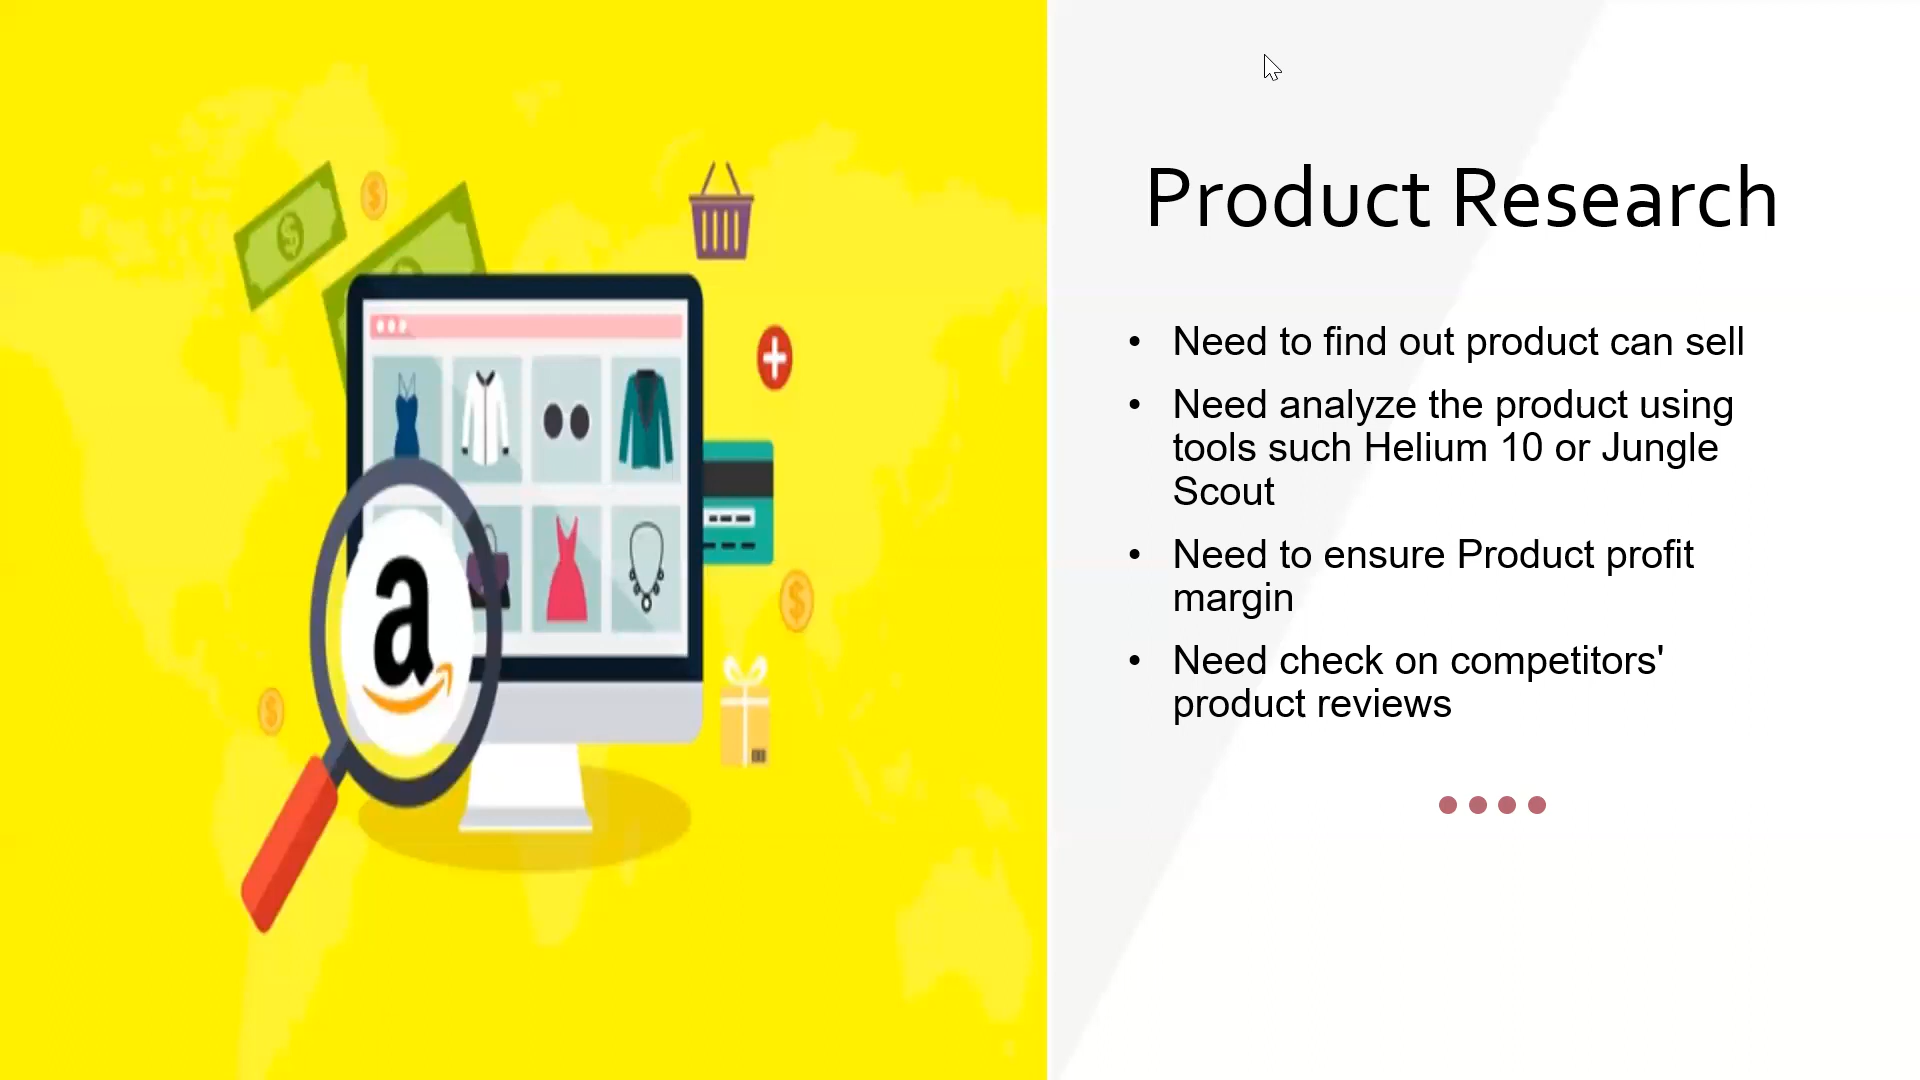 Product Research
• Need to find out product can sell
• Need analyze the product using
tools such Helium 10 or Jungle
Scout
• Need to ensure Product profit
margin
• Need check on competitors'
product reviews
a